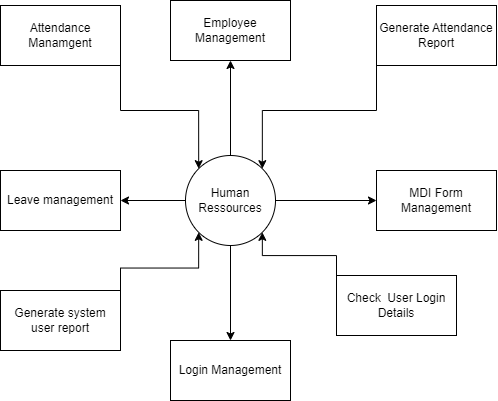 Attendance
Manamgent
Employee
Management
Generate Attendance
Report
Leave management
Human
Ressources
MDI Form
Management
Generate system
user report
Check User Login
Details
Login Management